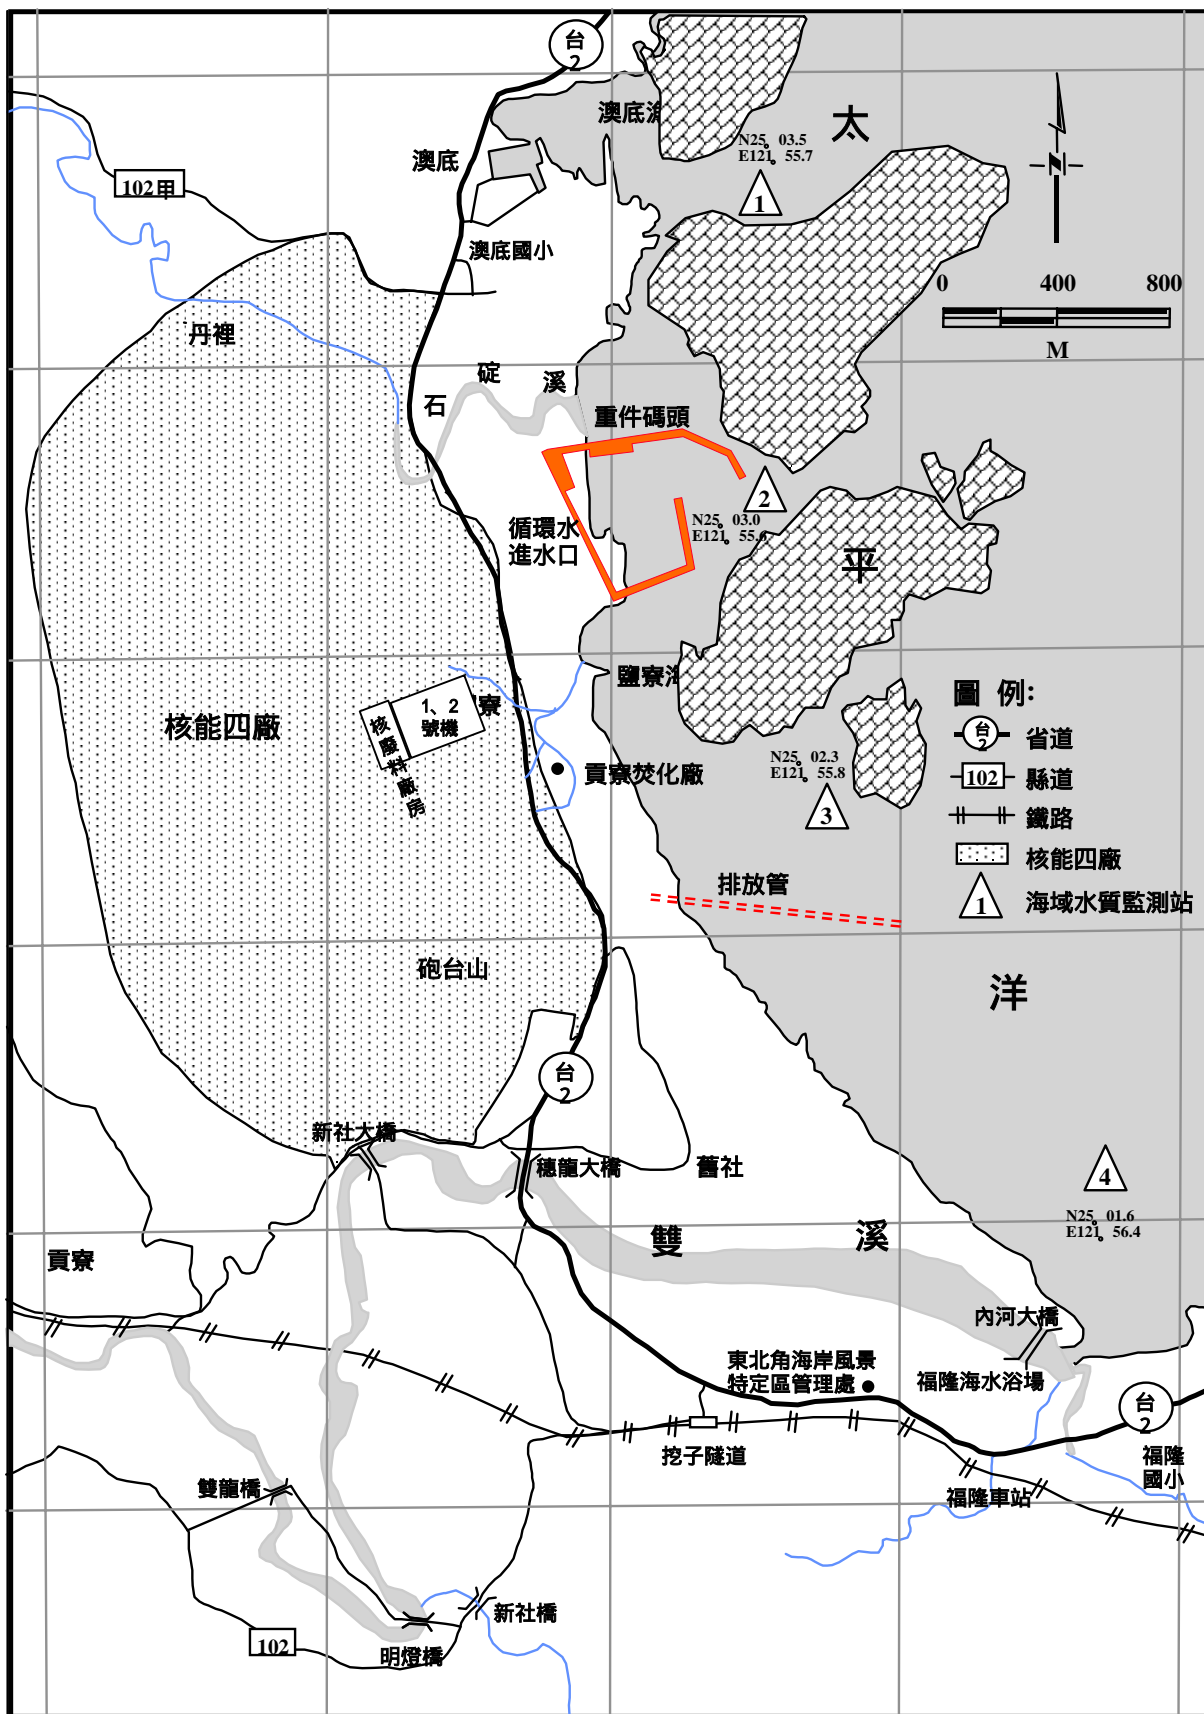 台
2
澳底漁
太
N25。03.5
E121。55.7
澳底
1
102甲
澳底國小
0 400 800
M
丹裡
石 碇 溪
重件碼頭
2
N25。03.0
E121。55.6
循環水
進水口
平
鹽寮海
圖 例:
台
2
省道
102
縣道
鐵路
核能四廠
1
海域水質監測站
核能四廠
1、2
號機
寮
核廢料廠房
貢寮焚化廠
N25。02.3
E121。55.8
3
排放管
砲台山
洋
台
2
新社大橋
穗龍大橋
舊社
4
N25。01.6
E121。56.4
雙 溪
貢寮
內河大橋
東北角海岸風景
特定區管理處
福隆海水浴場
台
2
挖子隧道
福隆
國小
雙龍橋
福隆車站
新社橋
102
明燈橋